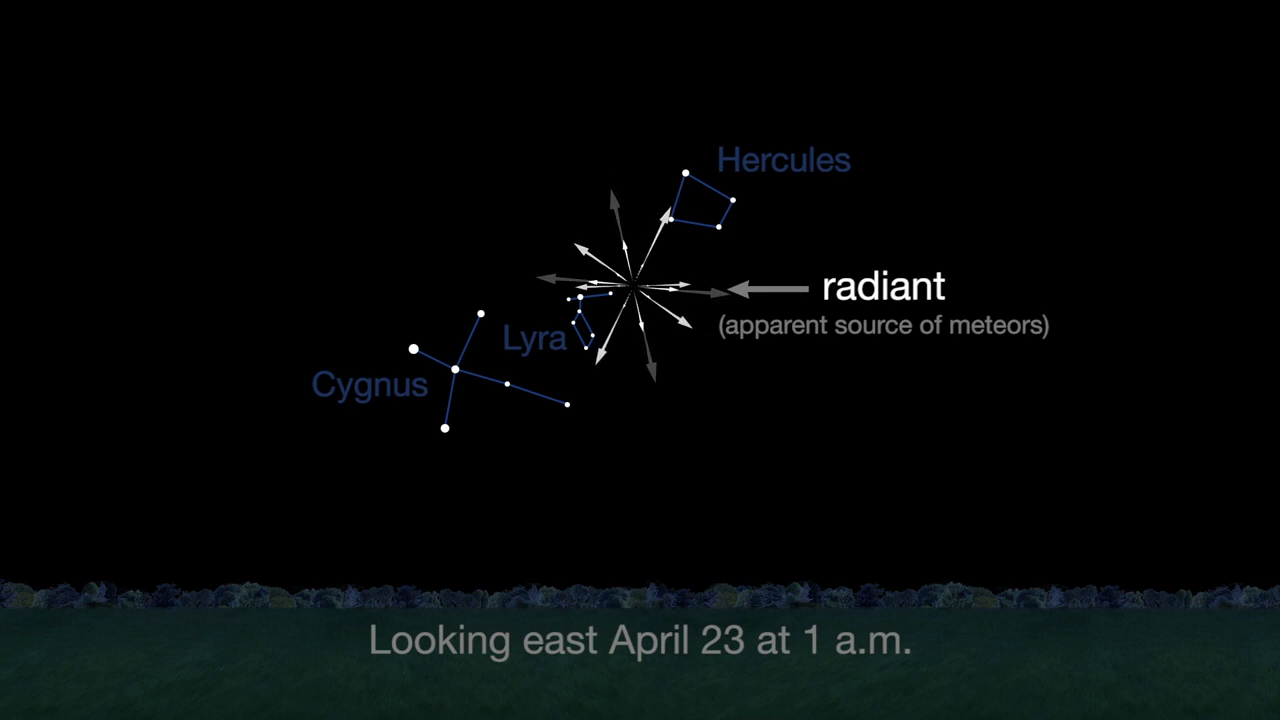 Hercules
radiant
(apparent source of meteors)
Lyra
Cygnus
Looking east April 23 at 1 a.m.